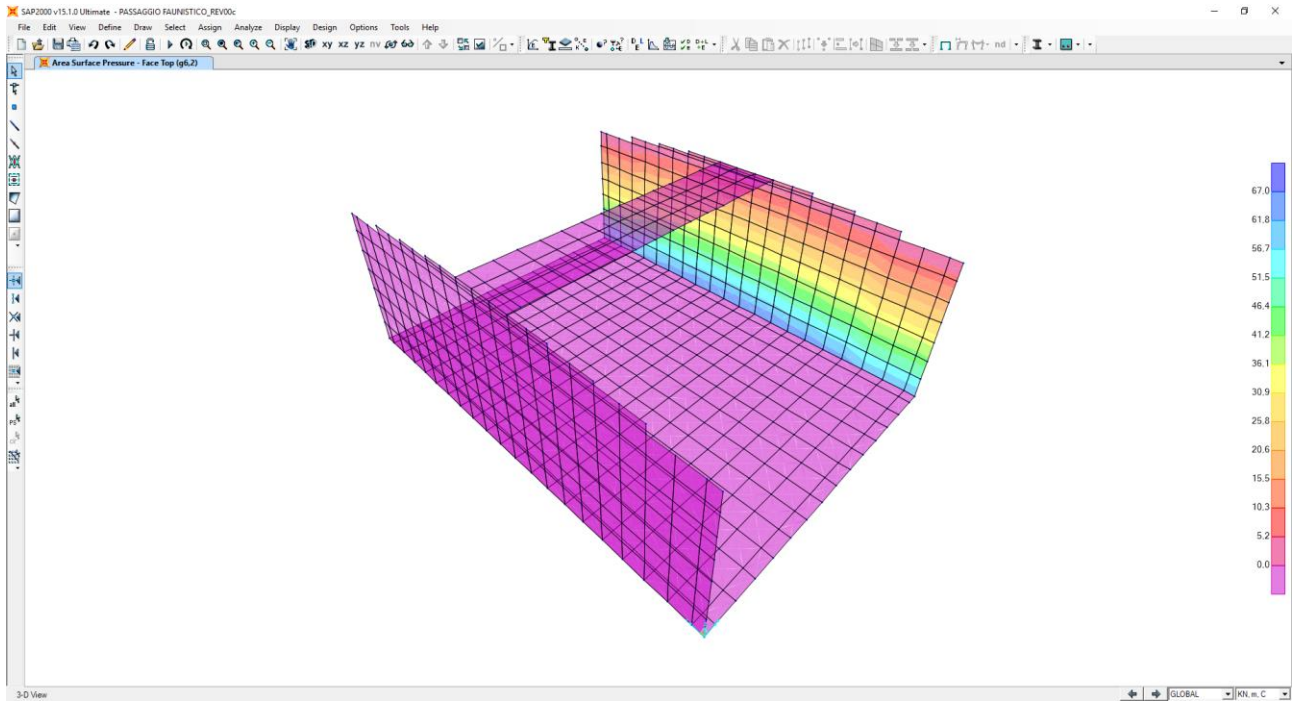 SAP2000 v15.1.0 Ultimate - PASSAGGIO FAUNISTICO_REV00c
File Edit View Define Draw Select Assign Analyze Display Design Options Tools Help
xy xz yz nv nd
Area Surface Pressure - Face Top (g6,2)
67.0
61.8
56.7
51.5
46.4
41.2
36.1
30.9
25.8
20.6
15.5
10.3
5.2
0.0
3-D View
GLOBAL
KN, m, C